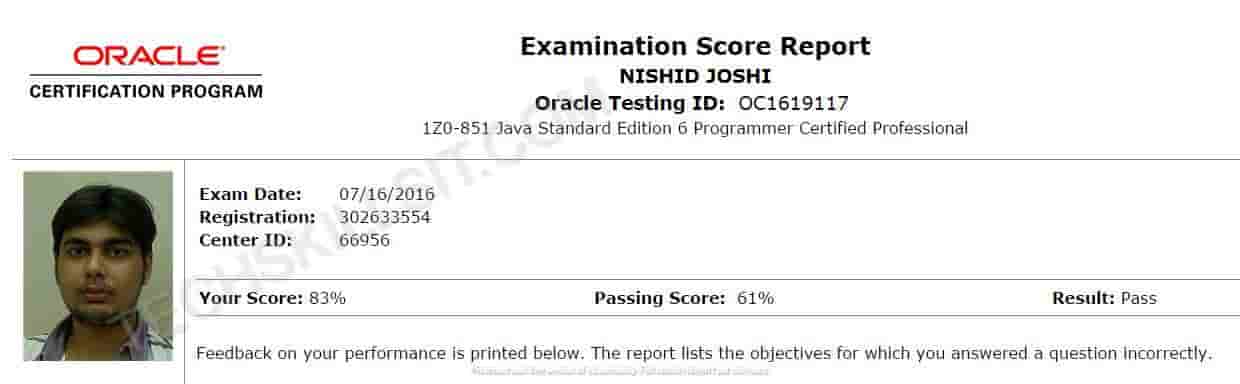 ORACLE®
CERTIFICATION PROGRAM
Examination Score Report
NISHID JOSHI
Oracle Testing ID: OC1619117
1Z0-851 Java Standard Edition 6 Programmer Certified Professional
Exam Date: 07/16/2016
Registration: 302633554
Center ID: 66956
Your Score: 83% Passing Score: 61% Result: Pass
Feedback on your performance is printed below. The report lists the objectives for which you answered a question incorrectly.
TECHSKILLSIT.COM